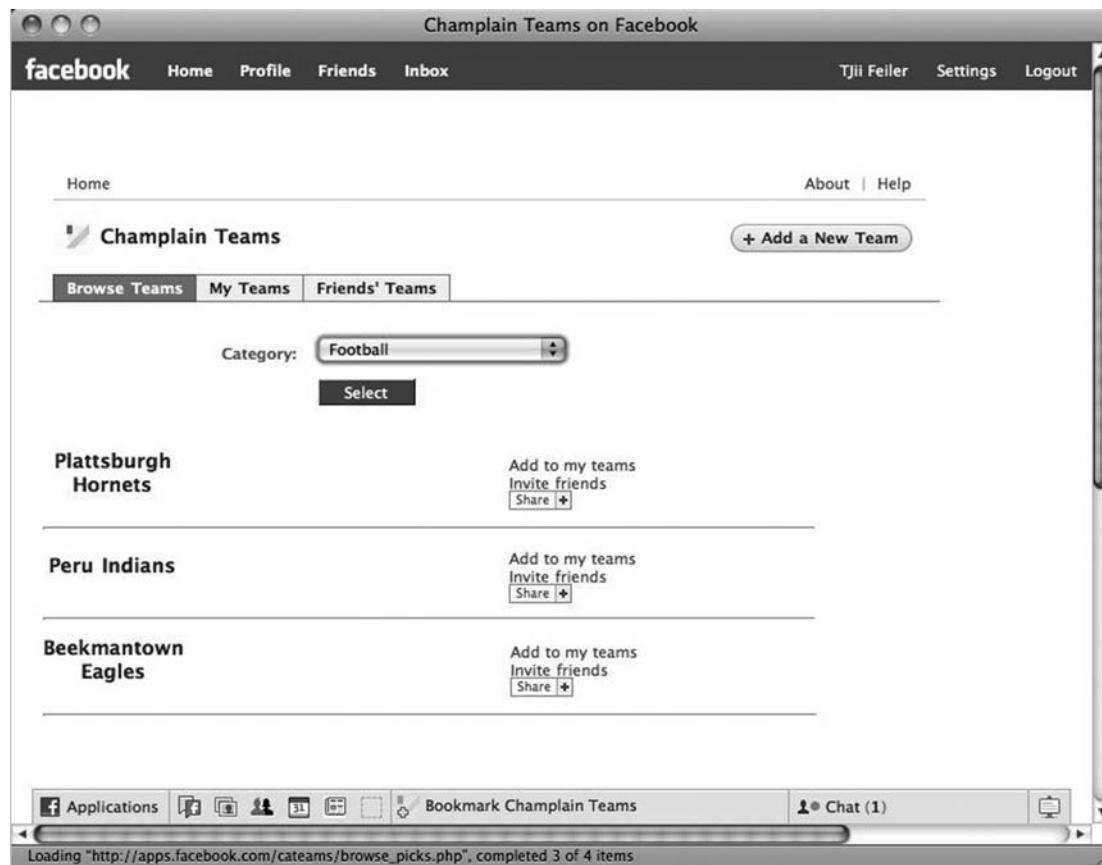 Champlain Teams on Facebook
facebook Home Profile Friends Inbox TJii Feiler Settings Logout
Home About | Help
Champlain Teams + Add a New Team
Browse Teams My Teams Friends' Teams
Category: Football
Select
Plattsburgh
Hornets
Add to my teams
Invite friends
Share +
Peru Indians
Add to my teams
Invite friends
Share +
Beekmantown
Eagles
Add to my teams
Invite friends
Share +
Applications 31 Bookmark Champlain Teams Chat (1)
Loading "http://apps.facebook.com/cateams/browse_picks.php", completed 3 of 4 items